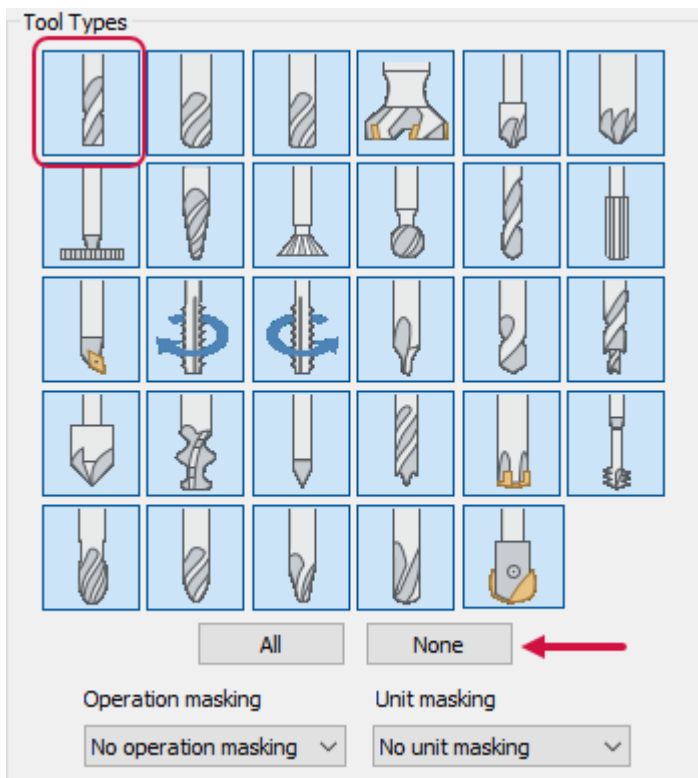 Tool Types
All
None
Operation masking
Unit masking
No operation masking
No unit masking